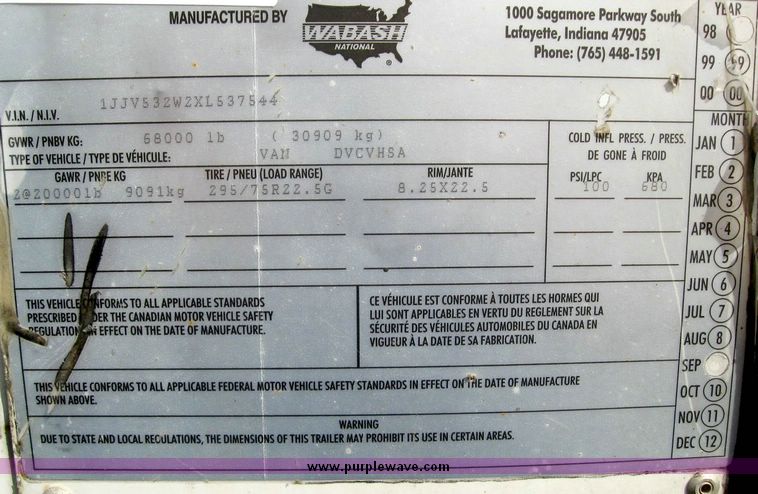 MANUFACTURED BY
WABASH
NATIONAL
1000 Sagamore Parkway South
Lafayette, Indiana 47905
Phone: (765) 448-1591
YEAR
98
99 99
00 00
V.I.N. / N.I.V.
1JJV532W2XL537544
GVWR / PNBV KG: 68000 lb ( 30909 kg)
TYPE OF VEHICLE / TYPE DE VÉHICULE: VAN DVCVHSA
COLD INFL PRESS. / PRESS.
DE GONE À FROID
GAWR / PNBE KG TIRE / PNEU (LOAD RANGE) RIM/JANTE PSI/LPC KPA
2@20000lb 9091kg 295/75R22.5G 8.25X22.5 100 680
MONTH
JAN 1
FEB 2
MAR 3
APR 4
MAY 5
JUN 6
JUL 7
AUG 8
SEP
OCT 10
NOV 11
DEC 12
THIS VEHICLE CONFORMS TO ALL APPLICABLE STANDARDS
PRESCRIBED UNDER THE CANADIAN MOTOR VEHICLE SAFETY
REGULATION IN EFFECT ON THE DATE OF MANUFACTURE.
CE VÉHICULE EST CONFORME À TOUTES LES HORMES QUI
LUI SONT APPLICABLES EN VERTU DU REGLEMENT SUR LA
SÉCURITÉ DES VÉHICULES AUTOMOBILES DU CANADA EN
VIGUEUR À LA DATE DE SA FABRICATION.
THIS VEHICLE CONFORMS TO ALL APPLICABLE FEDERAL MOTOR VEHICLE SAFETY STANDARDS IN EFFECT ON THE DATE OF MANUFACTURE
SHOWN ABOVE.
WARNING
DUE TO STATE AND LOCAL REGULATIONS, THE DIMENSIONS OF THIS TRAILER MAY PROHIBIT ITS USE IN CERTAIN AREAS.
www.purplewave.com